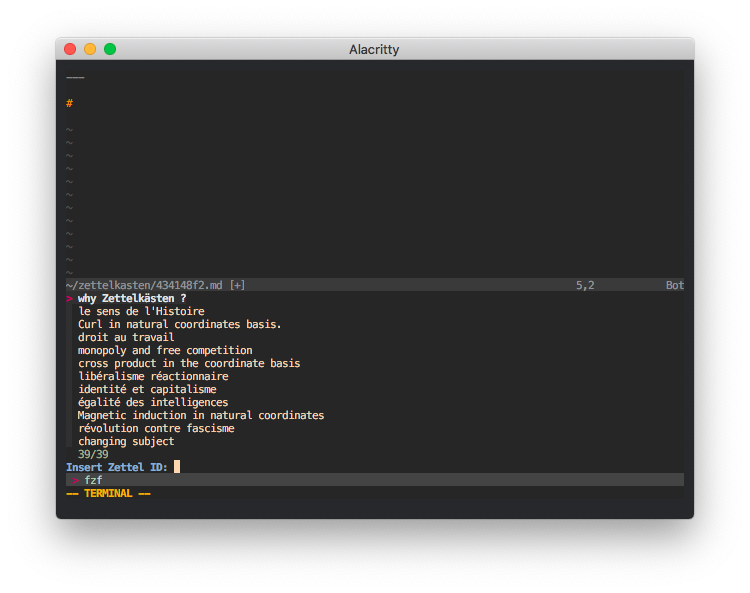 Alacritty
---
#
~
~
~
~
~
~
~
~
~
~
~
~
~/zettelkasten/434148f2.md [+] 5,2 Bot
> why Zettelkästen ?
le sens de l'Histoire
Curl in natural coordinates basis.
droit au travail
monopoly and free competition
cross product in the coordinate basis
libéralisme réactionnaire
identité et capitalisme
égalité des intelligences
Magnetic induction in natural coordinates
révolution contre fascisme
changing subject
39/39
Insert Zettel ID:
> fzf
-- TERMINAL --